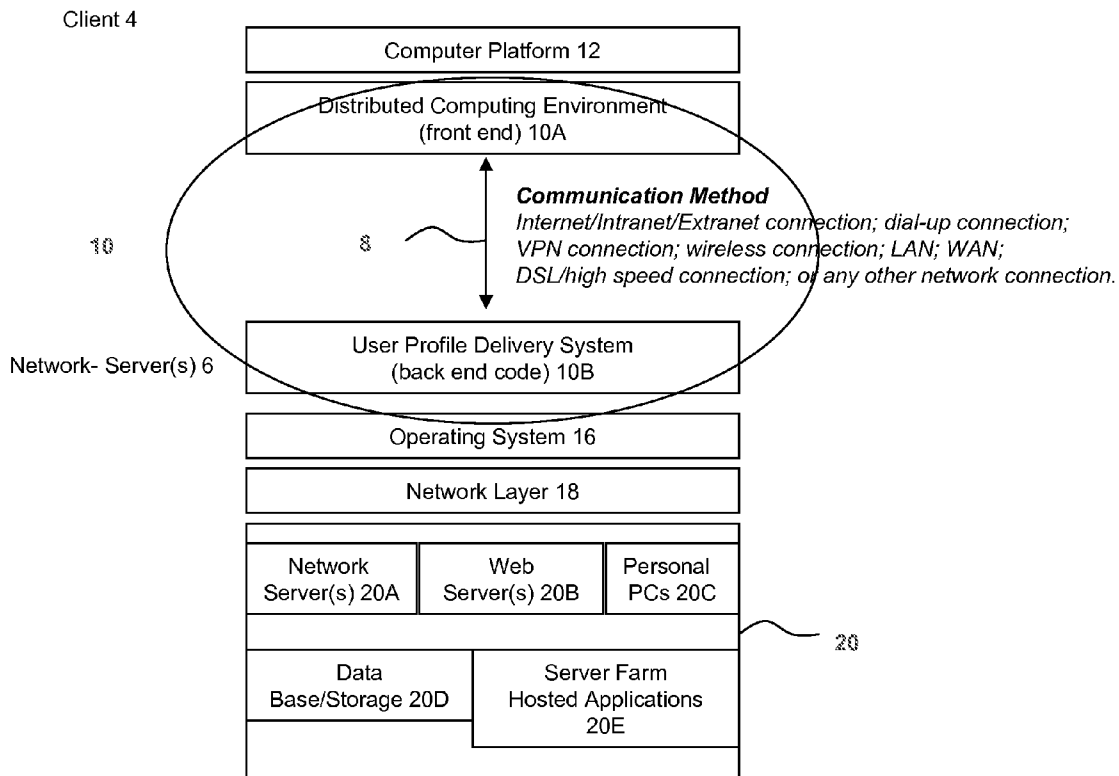 Client 4
Computer Platform 12
Distributed Computing Environment
(front end) 10A
Communication Method
Internet/Intranet/Extranet connection; dial-up connection;
10
8
VPN connection; wireless connection; LAN; WAN;
DSL/high speed connection; or any other network connection.
User Profile Delivery System
Network- Server(s) 6
(back end code) 10B
Operating System 16
Network Layer 18
Network
Server(s) 20A
Web
Server(s) 20B
Personal
PCs 20C
20
Data
Base/Storage 20D
Server Farm
Hosted Applications
20E